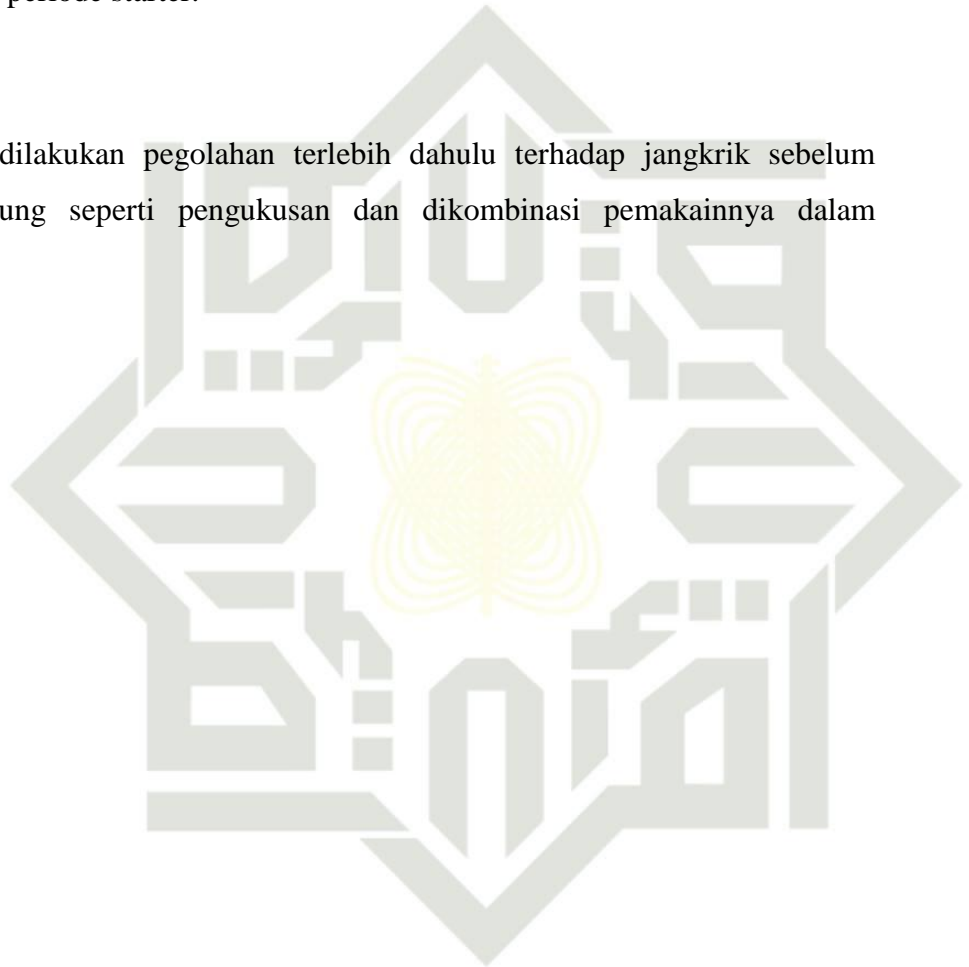 periode starter.
dilakukan pegolahan terlebih dahulu terhadap jangkrik sebelum
ung seperti pengukusan dan dikombinasi pemakainnya dalam